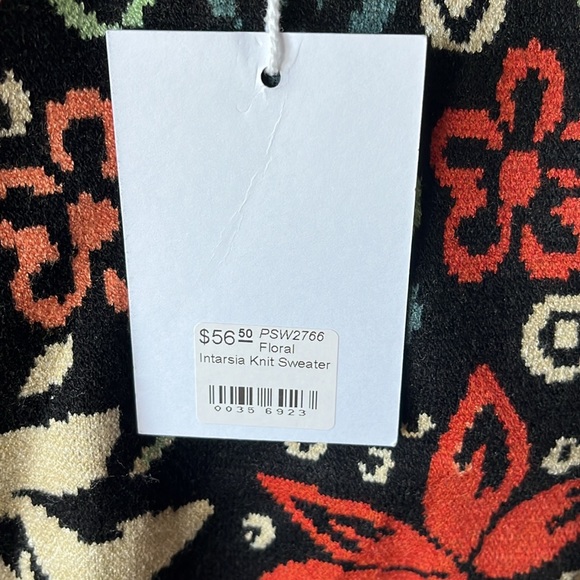 $56 50 PSW2766
Floral
Intarsia Knit Sweater
0035 6923